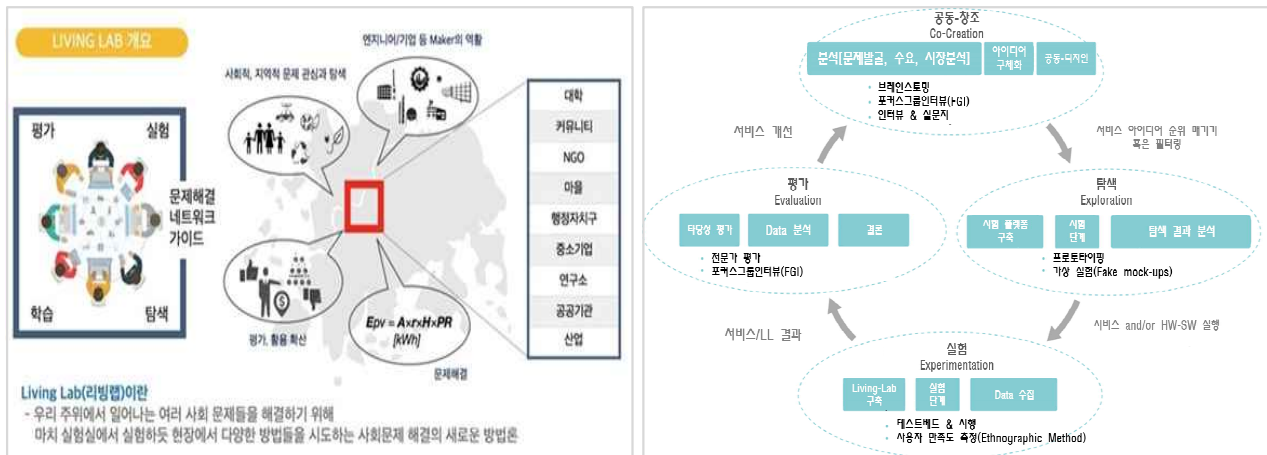 LIVING LAB 개요
엔지니어/기업 등 Maker의 역할
사회적, 지역적 문제 관심과 탐색
평가
실험
문제해결
네트워크
가이드
학습
탐색
Epv = A×r×H×PR
[kWh]
평가, 활용 확산
문제해결
대학
커뮤니티
NGO
마을
행정자치구
중소기업
연구소
공공기관
산업
Living Lab(리빙랩)이란
- 우리 주위에서 일어나는 여러 사회 문제들을 해결하기 위해
마치 실험실에서 실험하듯 현장에서 다양한 방법들을 시도하는 사회문제 해결의 새로운 방법론
공동-창조
Co-Creation
분석[문제발굴, 수요, 시장분석]
아이디어
구체화
공동-디자인
• 브레인스토밍
• 포커스그룹인터뷰(FGI)
• 인터뷰 & 설문지
서비스 개선
서비스 아이디어 순위 매기기
혹은 필터링
평가
Evaluation
타당성 평가
Data 분석
결론
• 전문가 평가
• 포커스그룹인터뷰(FGI)
탐색
Exploration
시험 플랫폼
구축
시험
단계
탐색 결과 분석
• 프로토타이핑
• 가상 실험(Fake mock-ups)
서비스/LL 결과
서비스 and/or HW-SW 실행
실험
Experimentation
Living-Lab
구축
실험
단계
Data 수집
• 테스트베드 & 시행
• 사용자 만족도 측정(Ethnographic Method)